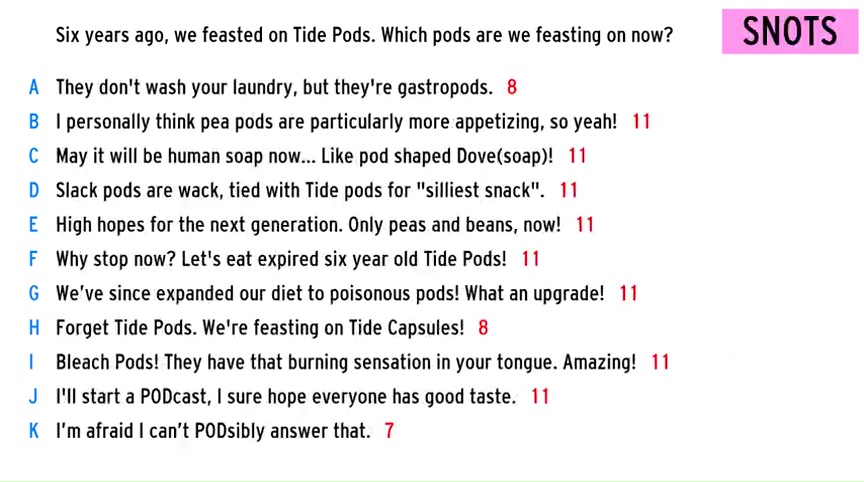 Six years ago, we feasted on Tide Pods. Which pods are we feasting on now?
SNOTS
A They don't wash your laundry, but they're gastropods. 8
B I personally think pea pods are particularly more appetizing, so yeah! 11
C May it will be human soap now... Like pod shaped Dove(soap)! 11
D Slack pods are wack, tied with Tide pods for "silliest snack". 11
E High hopes for the next generation. Only peas and beans, now! 11
F Why stop now? Let's eat expired six year old Tide Pods! 11
G We’ve since expanded our diet to poisonous pods! What an upgrade! 11
H Forget Tide Pods. We're feasting on Tide Capsules! 8
I Bleach Pods! They have that burning sensation in your tongue. Amazing! 11
J I'll start a PODcast, I sure hope everyone has good taste. 11
K I’m afraid I can’t PODsibly answer that. 7